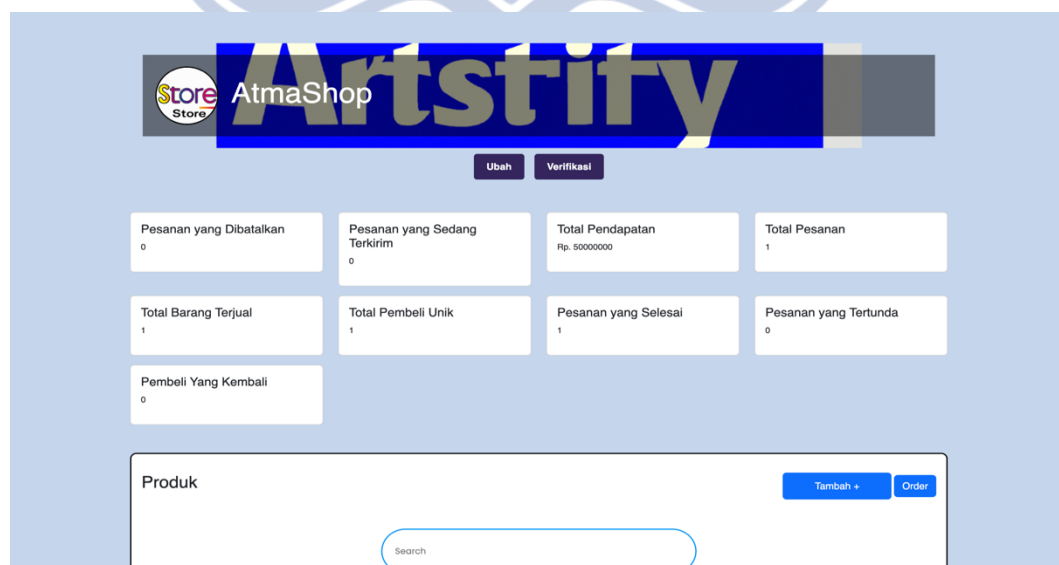 Artstify
Store
Store
AtmaShop
Ubah
Verifikasi
Pesanan yang Dibatalkan
0
Pesanan yang Sedang
Terkirim
0
Total Pendapatan
Rp. 50000000
Total Pesanan
1
Total Barang Terjual
1
Total Pembeli Unik
1
Pesanan yang Selesai
1
Pesanan yang Tertunda
0
Pembeli Yang Kembali
0
Produk
Tambah +
Order
Search